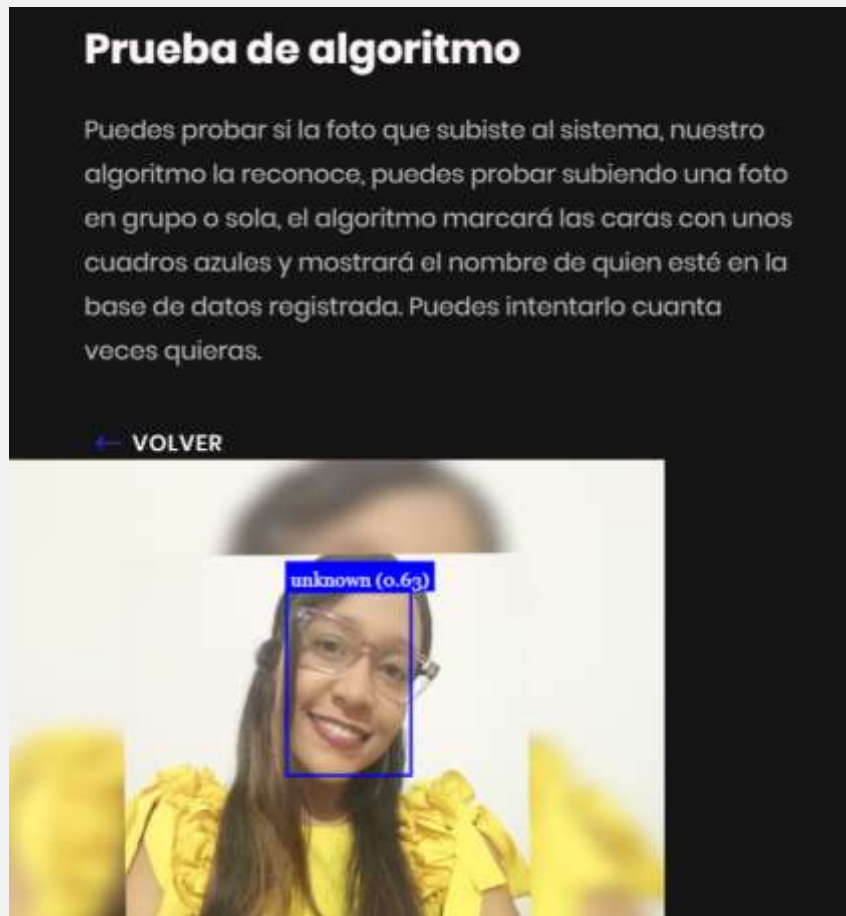 Prueba de algoritmo
Puedes probar si la foto que subiste al sistema, nuestro
algoritmo la reconoce, puedes probar subiendo una foto
en grupo o sola, el algoritmo marcará las caras con unos
cuadros azules y mostrará el nombre de quien esté en la
base de datos registrada. Puedes intentarlo cuanta
veces quieras.
← VOLVER
unknown (0.63)